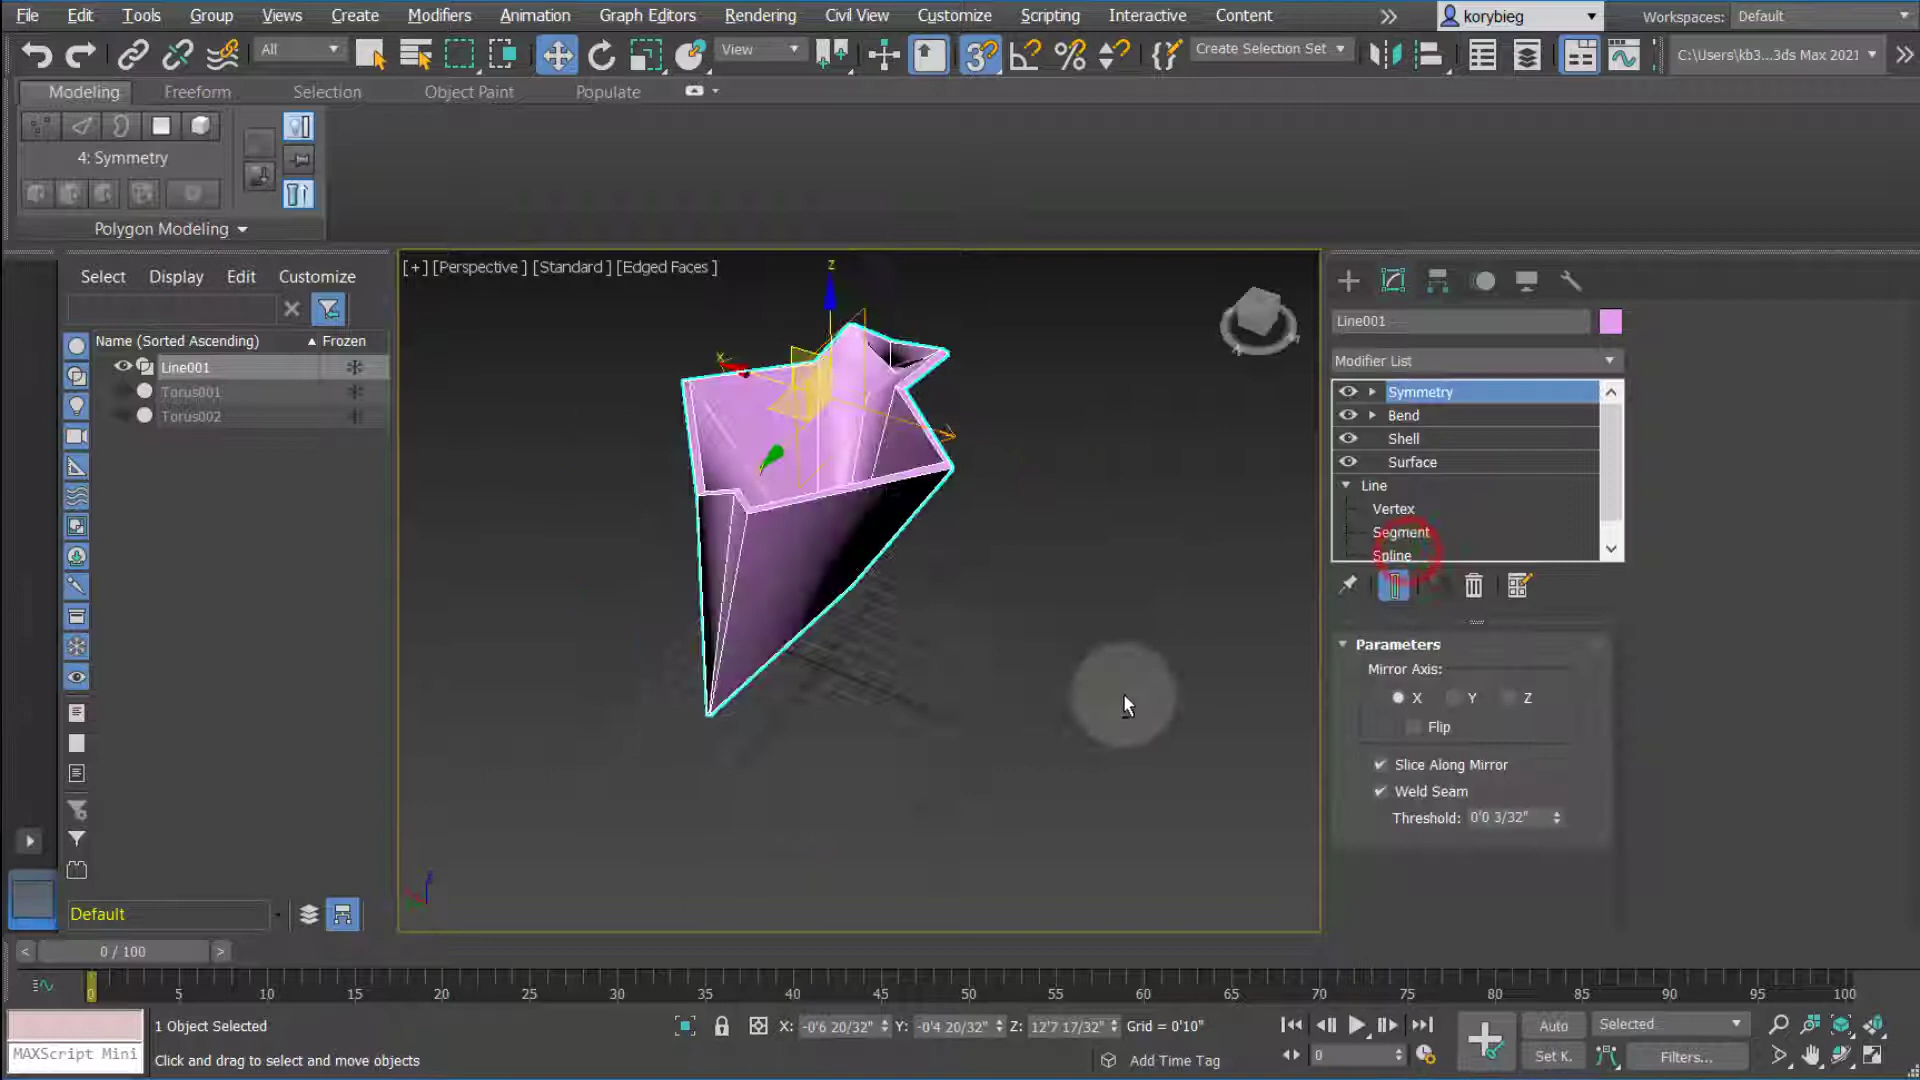 File Edit Tools Group Views Create Modifiers Animation Graph Editors Rendering Civil View Customize Scripting Interactive Content korybieg Workspaces: Default
All View Create Selection Set C:\Users\kb3...3ds Max 2021
Modeling Freeform Selection Object Paint Populate
4: Symmetry
Polygon Modeling
Select Display Edit Customize
Name (Sorted Ascending) Frozen
Line001
Torus001
Torus002
Default
[+] [Perspective ] [Standard ] [Edged Faces ]
z
x
Line001
Modifier List
Symmetry
Bend
Shell
Surface
Line
Vertex
Segment
Spline
Parameters
Mirror Axis:
X Y Z
Flip
Slice Along Mirror
Weld Seam
Threshold: 0'0 3/32"
< 0 / 100 >
0 5 10 15 20 25 30 35 40 45 50 55 60 65 70 75 80 85 90 95 100
1 Object Selected X: -0'6 20/32" Y: -0'4 20/32" Z: 12'7 17/32" Grid = 0'10" Auto Selected
MAXScript Mini Click and drag to select and move objects Add Time Tag 0 Set K. Filters...